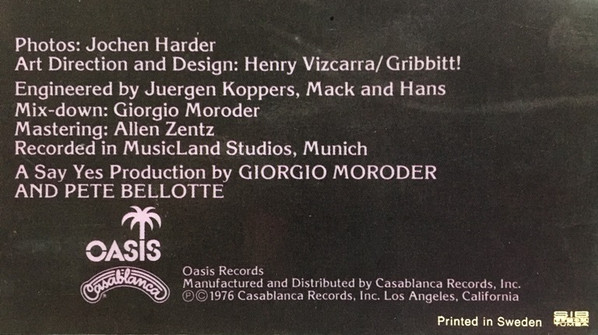 Photos: Jochen Harder
Art Direction and Design: Henry Vizcarra/Gribbitt!
Engineered by Juergen Koppers, Mack and Hans
Mix-down: Giorgio Moroder
Mastering: Allen Zentz
Recorded in MusicLand Studios, Munich
A Say Yes Production by GIORGIO MORODER
AND PETE BELLOTTE
OASIS
Casablanca
Oasis Records
Manufactured and Distributed by Casablanca Records, Inc.
℗©1976 Casablanca Records, Inc. Los Angeles, California
Printed in Sweden